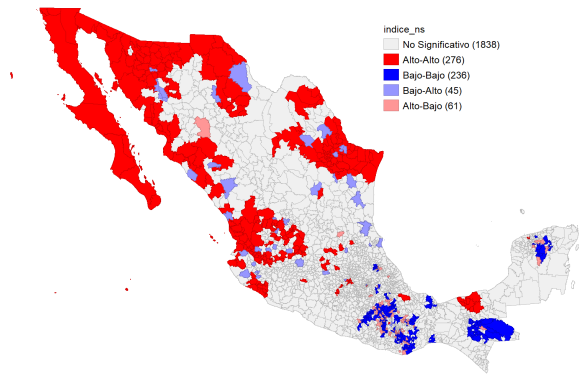 indice_ns
No Significativo (1838)
Alto-Alto (276)
Bajo-Bajo (236)
Bajo-Alto (45)
Alto-Bajo (61)